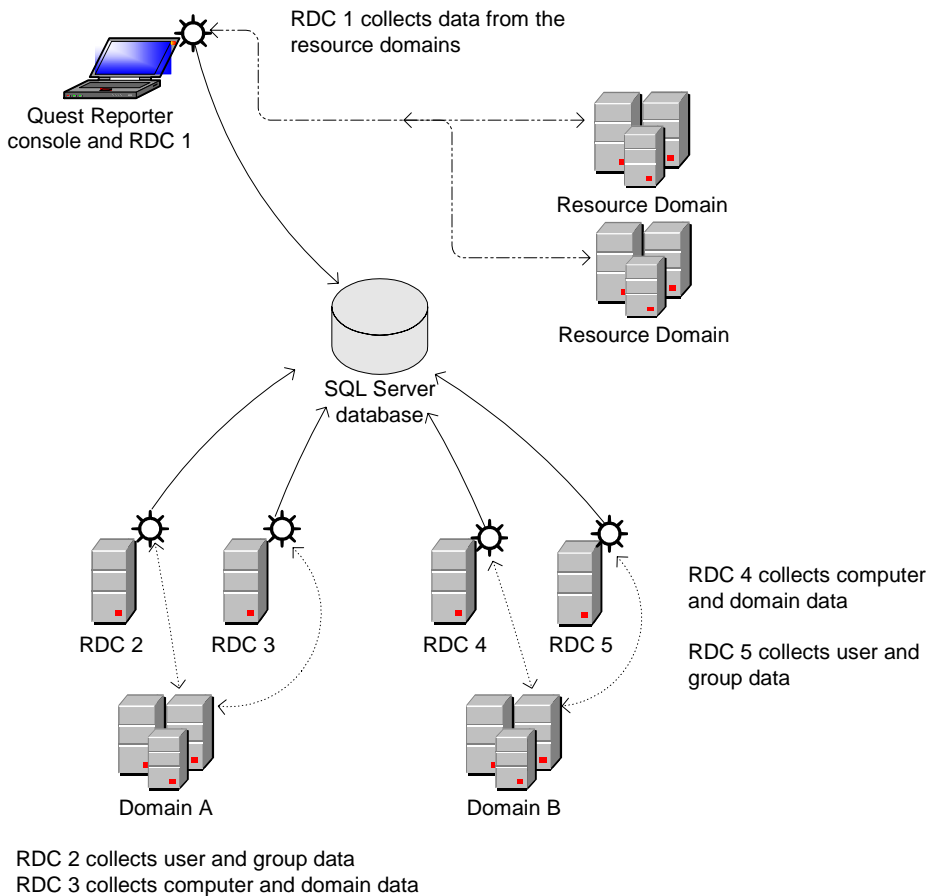 RDC 1 collects data from the
resource domains
Quest Reporter
console and RDC 1
Resource Domain
Resource Domain
SQL Server
database
RDC 2
RDC 3
RDC 4
RDC 5
RDC 4 collects computer
and domain data
RDC 5 collects user and
group data
Domain A
Domain B
RDC 2 collects user and group data
RDC 3 collects computer and domain data